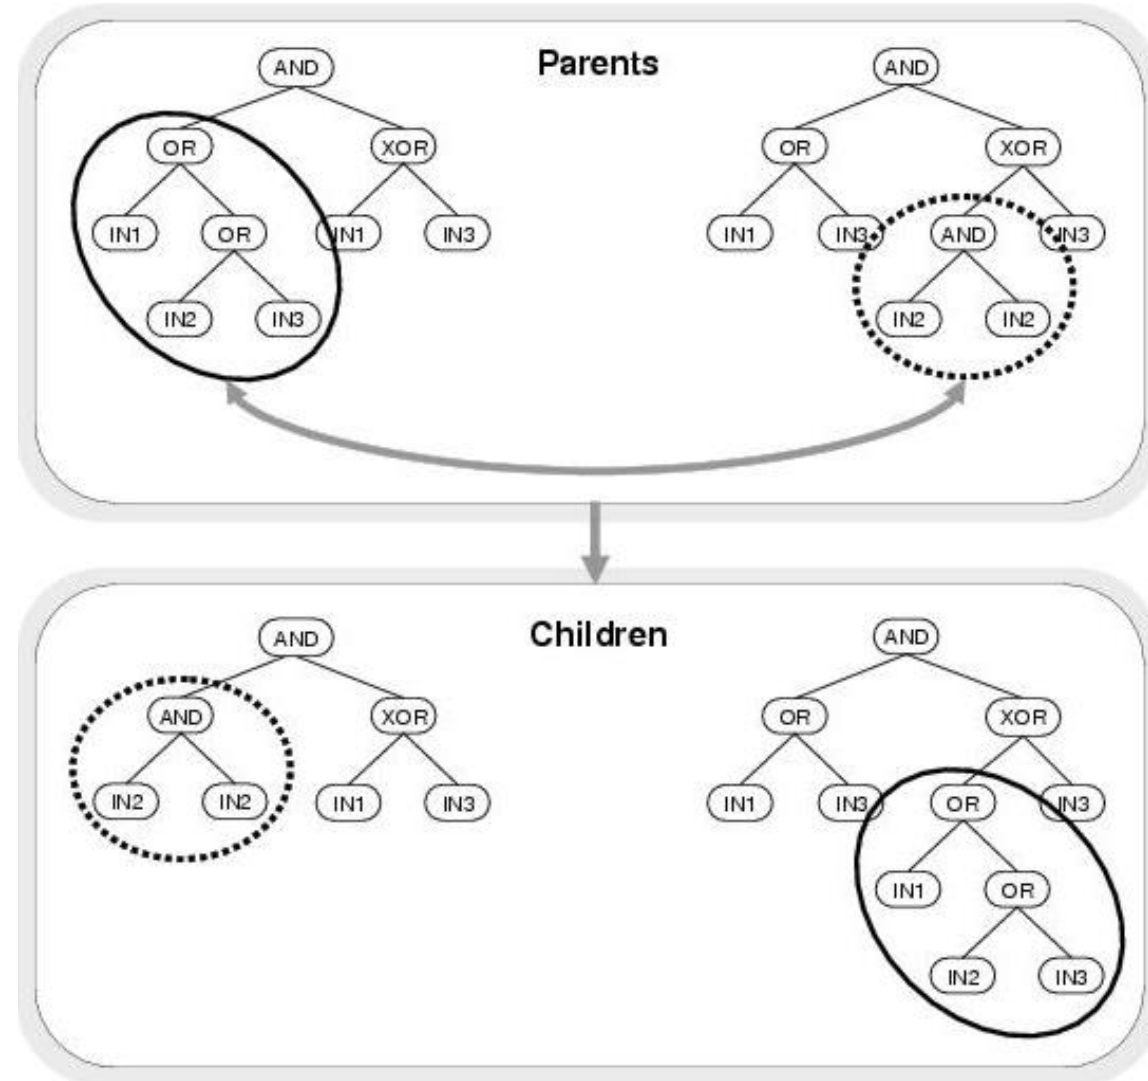 Parents
AND AND
OR XOR OR XOR
IN1 OR IN1 IN3 IN1 IN3 AND IN3
IN2 IN3 IN2 IN2
Children
AND AND
AND XOR OR XOR
IN2 IN2 IN1 IN3 IN1 IN3 OR IN3
IN1 OR
IN2 IN3